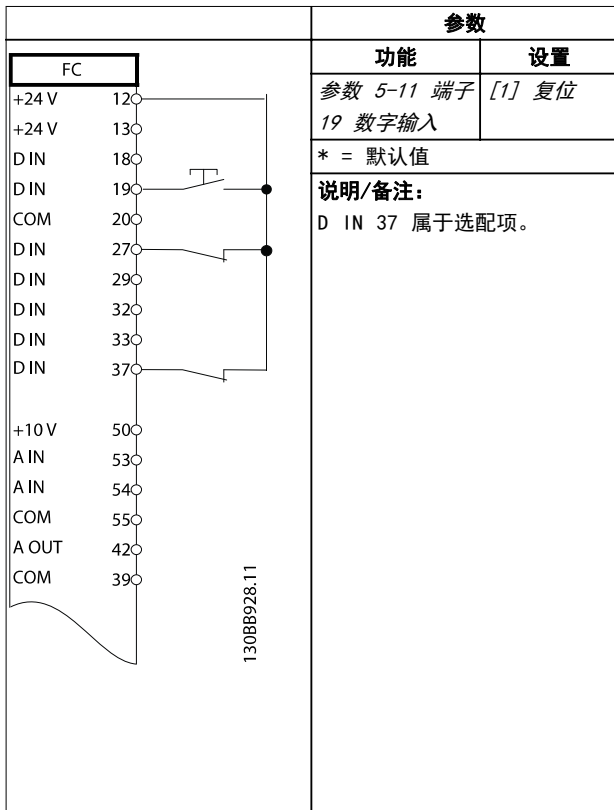 FC
+24 V 12
+24 V 13
D IN 18
D IN 19
COM 20
D IN 27
D IN 29
D IN 32
D IN 33
D IN 37
+10 V 50
A IN 53
A IN 54
COM 55
A OUT 42
COM 39
130BB928.11
参数
功能 设置
参数 5-11 端子 [1] 复位
19 数字输入
* = 默认值
说明/备注：
D IN 37 属于选配项。